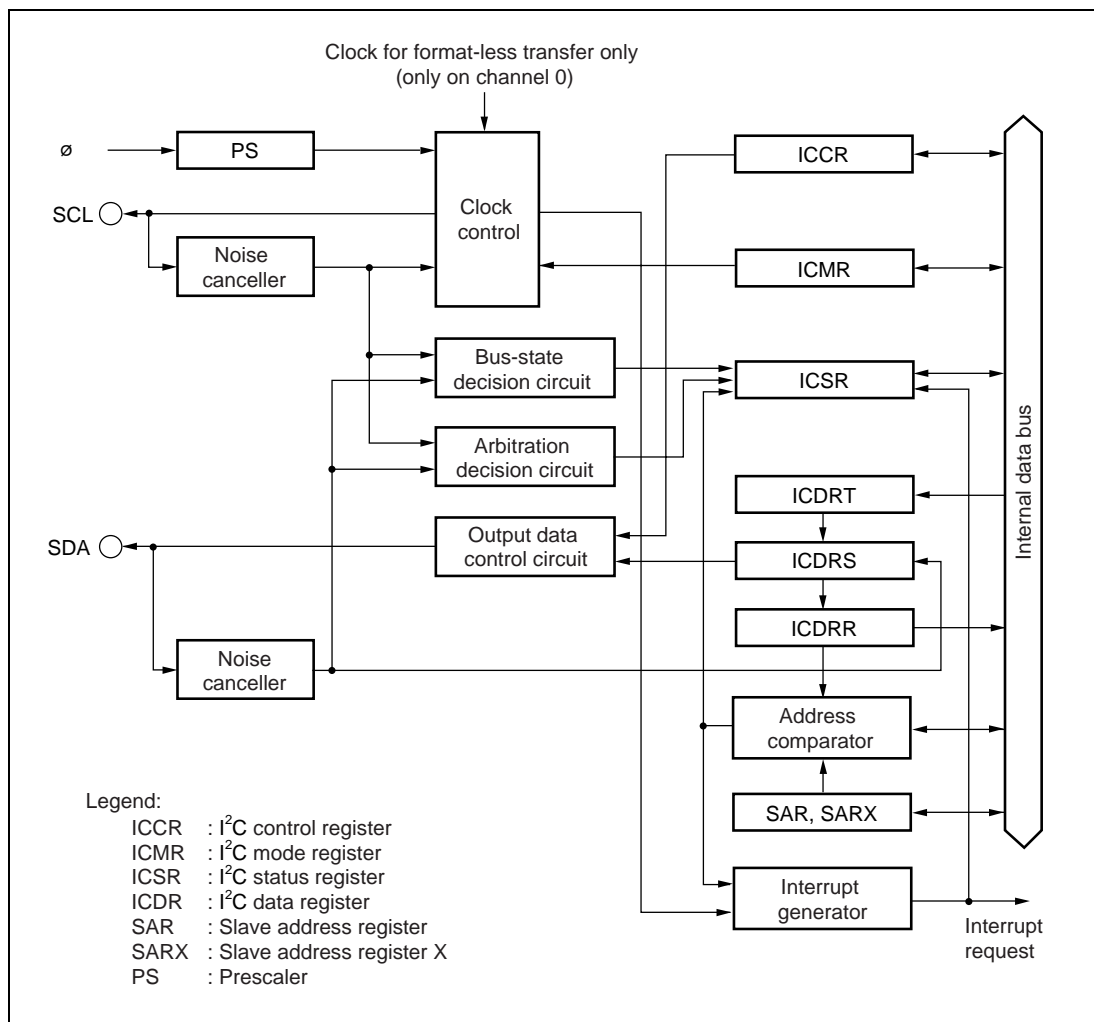 Clock for format-less transfer only
(only on channel 0)
ø
PS
ICCR
SCL
Clock
control
Noise
canceller
ICMR
Bus-state
decision circuit
ICSR
Arbitration
decision circuit
Internal data bus
ICDRT
SDA
Output data
control circuit
ICDRS
ICDRR
Noise
canceller
Address
comparator
SAR, SARX
Interrupt
generator
Interrupt
request
Legend:
ICCR : I²C control register
ICMR : I²C mode register
ICSR : I²C status register
ICDR : I²C data register
SAR : Slave address register
SARX : Slave address register X
PS : Prescaler